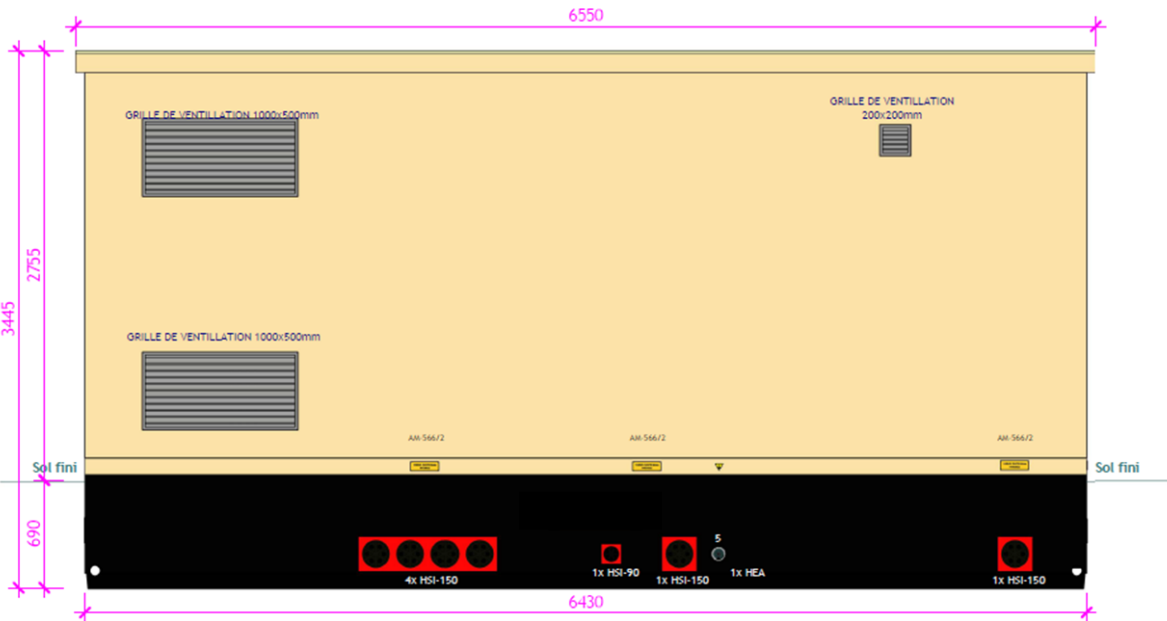 6550
GRILLE DE VENTILLATION 1000x500mm
GRILLE DE VENTILLATION
200x200mm
2755
3445
GRILLE DE VENTILLATION 1000x500mm
AM-566/2
AM-566/2
AM-566/2
Sol fini
Sol fini
690
5
4x HSI-150
1x HSI-90
1x HSI-150
1x HEA
1x HSI-150
6430